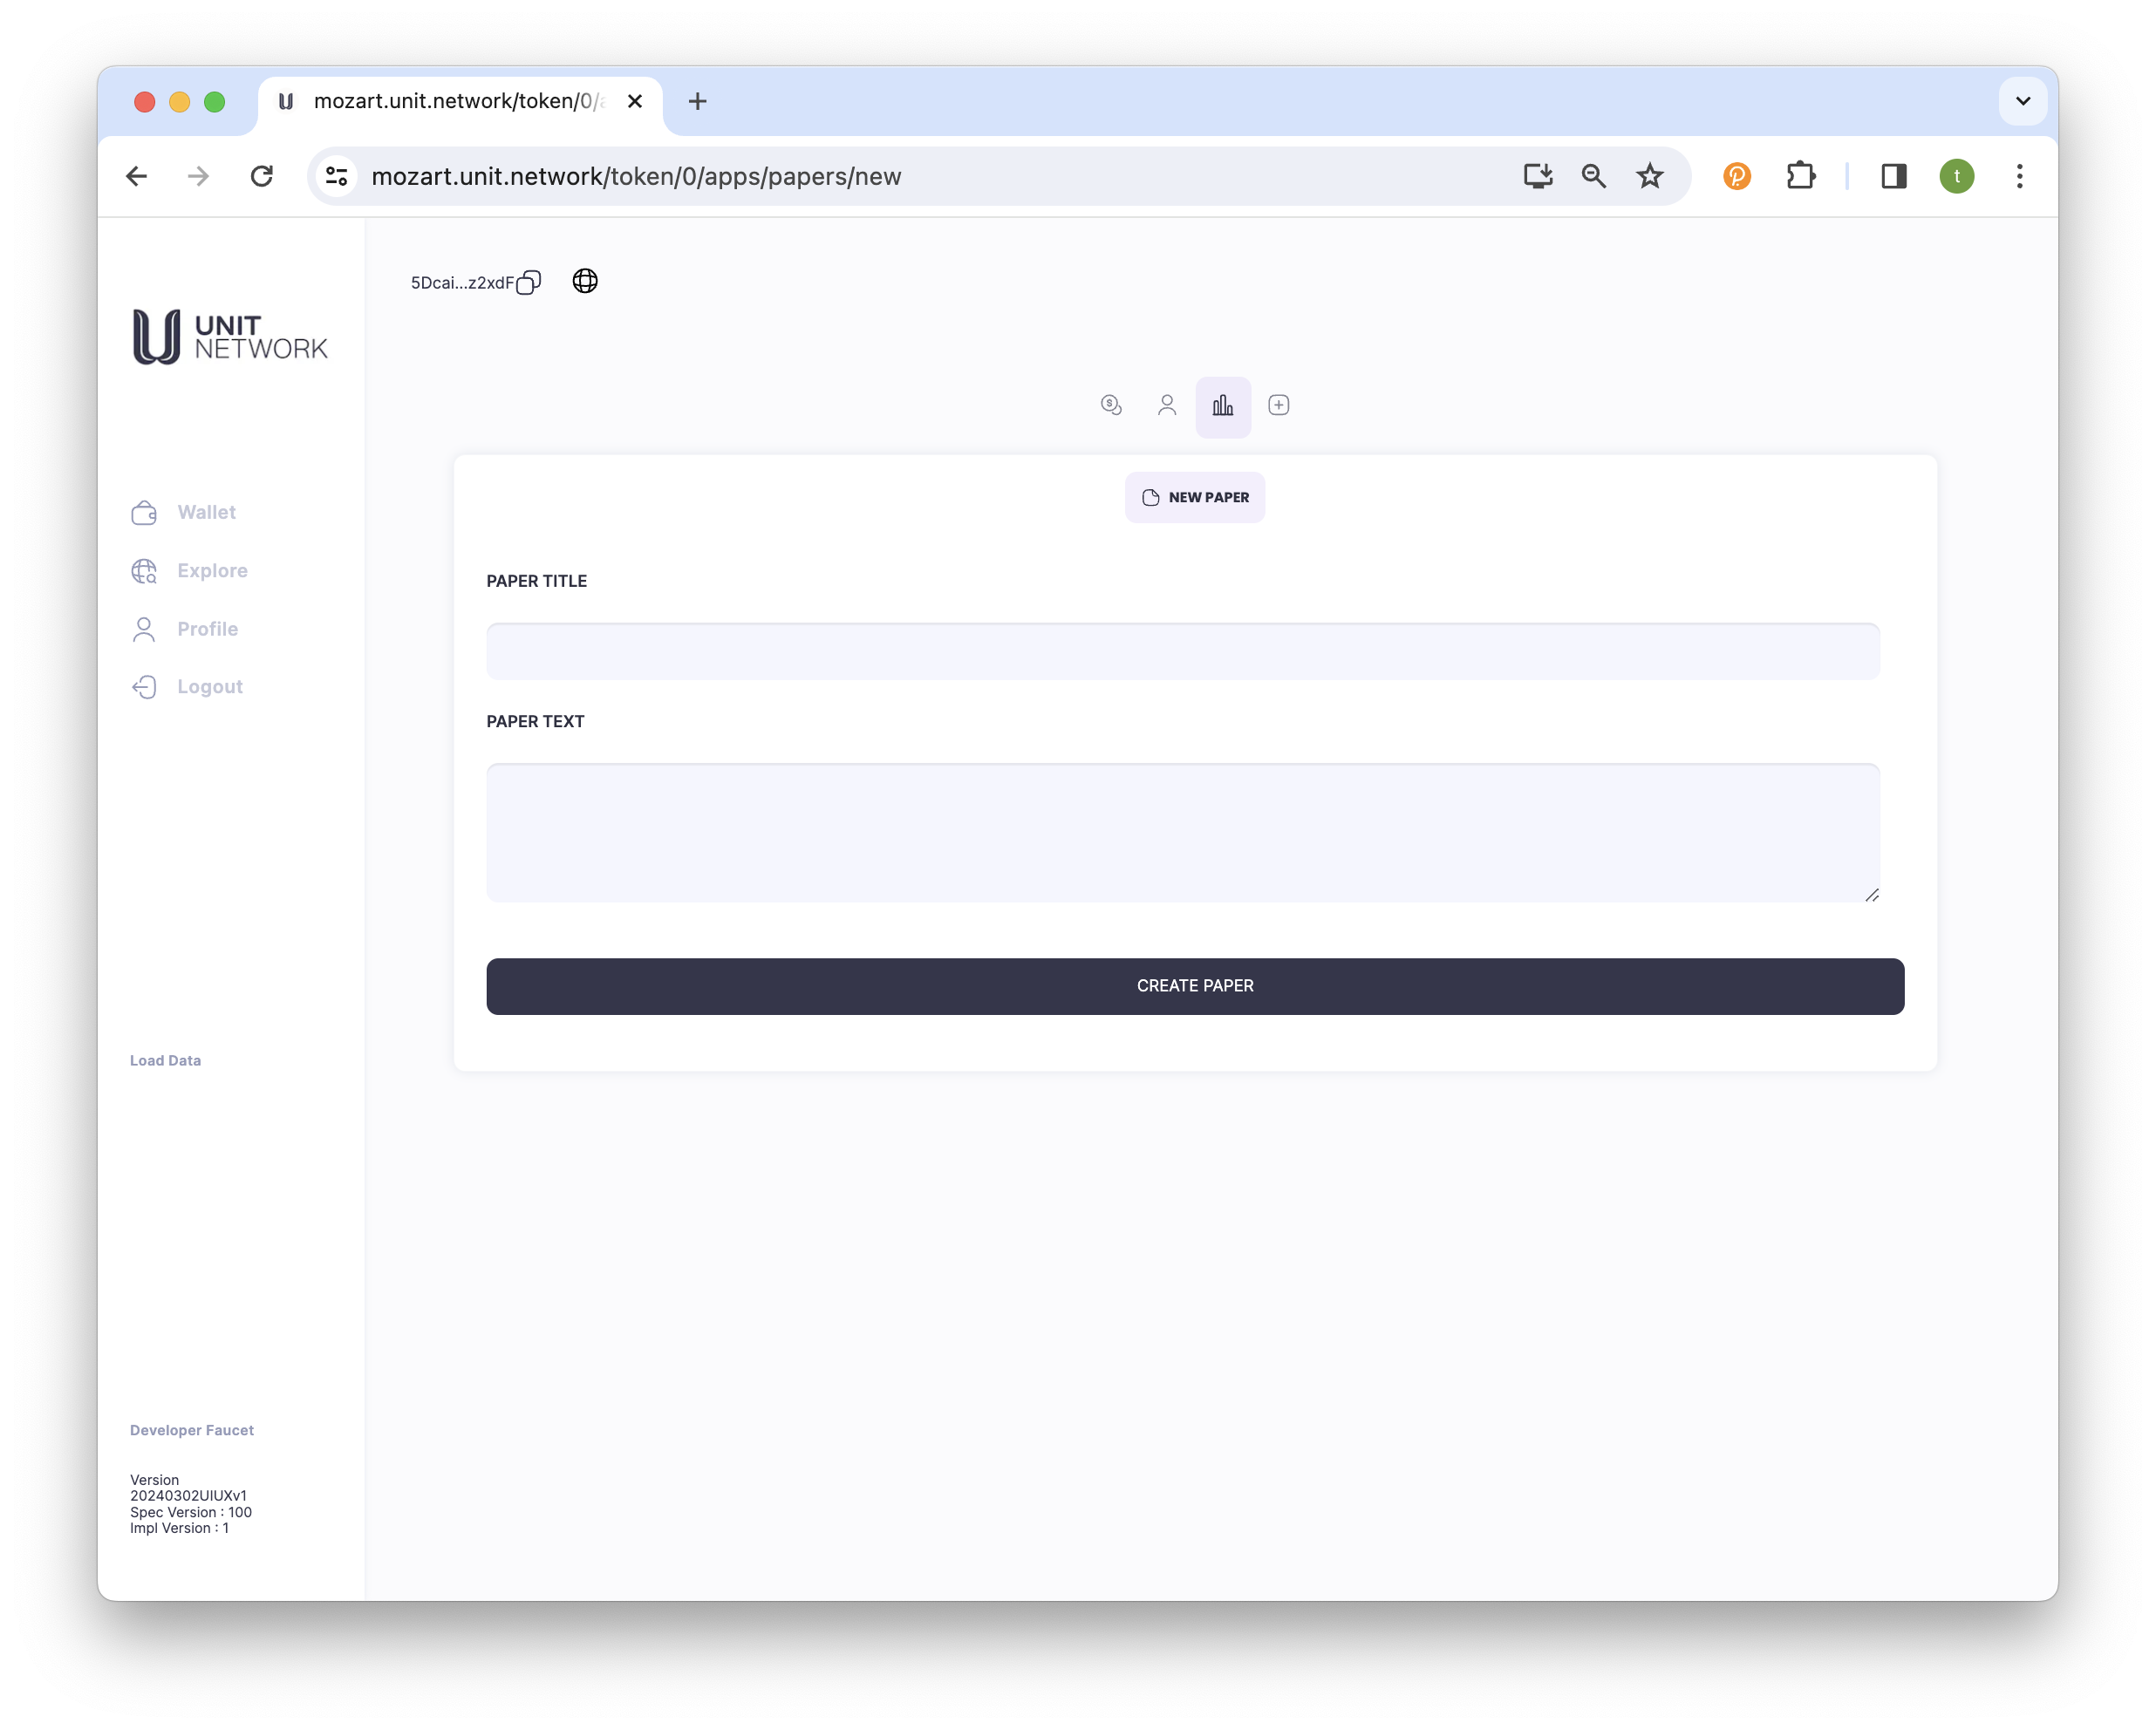 mozart.unit.network/token/0/a
mozart.unit.network/token/0/apps/papers/new
t
5Dcai...z2xdF
UNIT
NETWORK
NEW PAPER
Wallet
Explore
Profile
Logout
PAPER TITLE
PAPER TEXT
CREATE PAPER
Load Data
Developer Faucet
Version
20240302UIUXv1
Spec Version : 100
Impl Version : 1